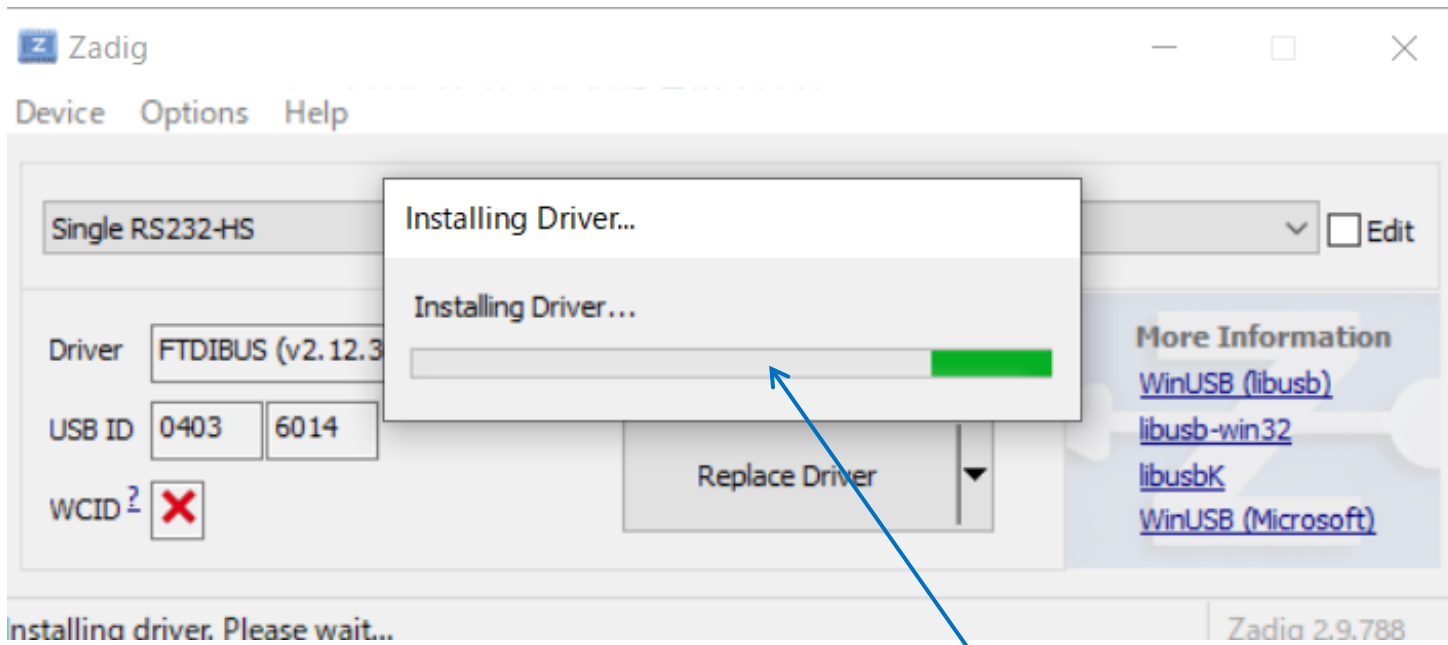 Zadig
Device Options Help
Single RS232-HS
Edit
Installing Driver...
Installing Driver...
Driver FTDIBUS (v2.12.3
USB ID 0403 6014
WCID ?
Replace Driver
More Information
WinUSB (libusb)
libusb-win32
libusbK
WinUSB (Microsoft)
Installing driver. Please wait...
Zadig 2.9.788